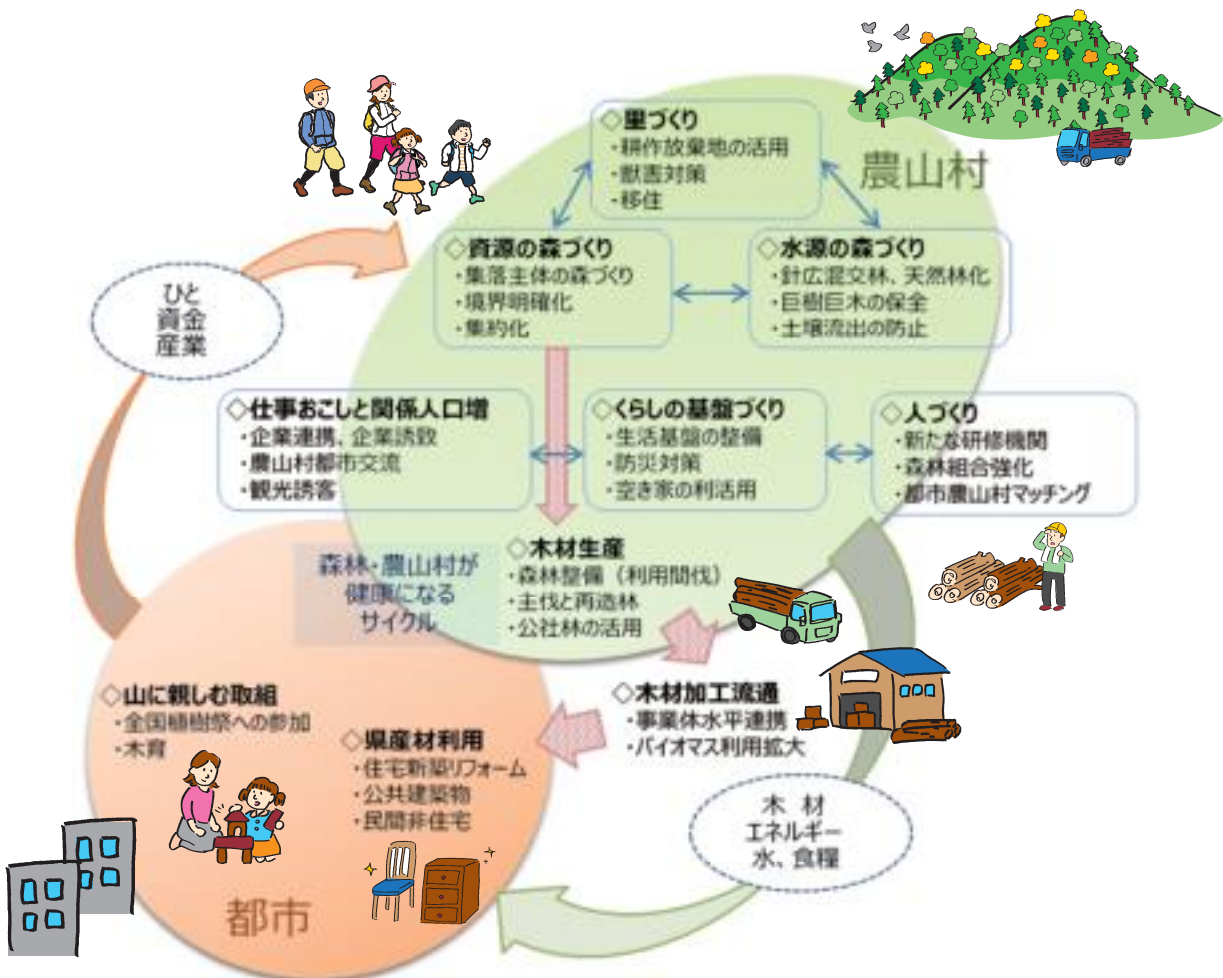 ◇里づくり
・耕作放棄地の活用
・獣害対策
・移住
農山村
◇資源の森づくり
・集落主体の森づくり
・境界明確化
・集約化
◇水源の森づくり
・針広混交林、天然林化
・巨樹巨木の保全
・土壌流出の防止
ひと
資金
産業
◇仕事おこしと関係人口増
・企業連携、企業誘致
・農山村都市交流
・観光誘客
◇くらしの基盤づくり
・生活基盤の整備
・防災対策
・空き家の利活用
◇人づくり
・新たな研修機関
・森林組合強化
・都市農山村マッチング
森林・農山村が
健康になる
サイクル
◇木材生産
・森林整備（利用間伐）
・主伐と再造林
・公社林の活用
◇山に親しむ取組
・全国植樹祭への参加
・木育
◇県産材利用
・住宅新築リフォーム
・公共建築物
・民間非住宅
◇木材加工流通
・事業体水平連携
・バイオマス利用拡大
木材
エネルギー
水、食糧
都市